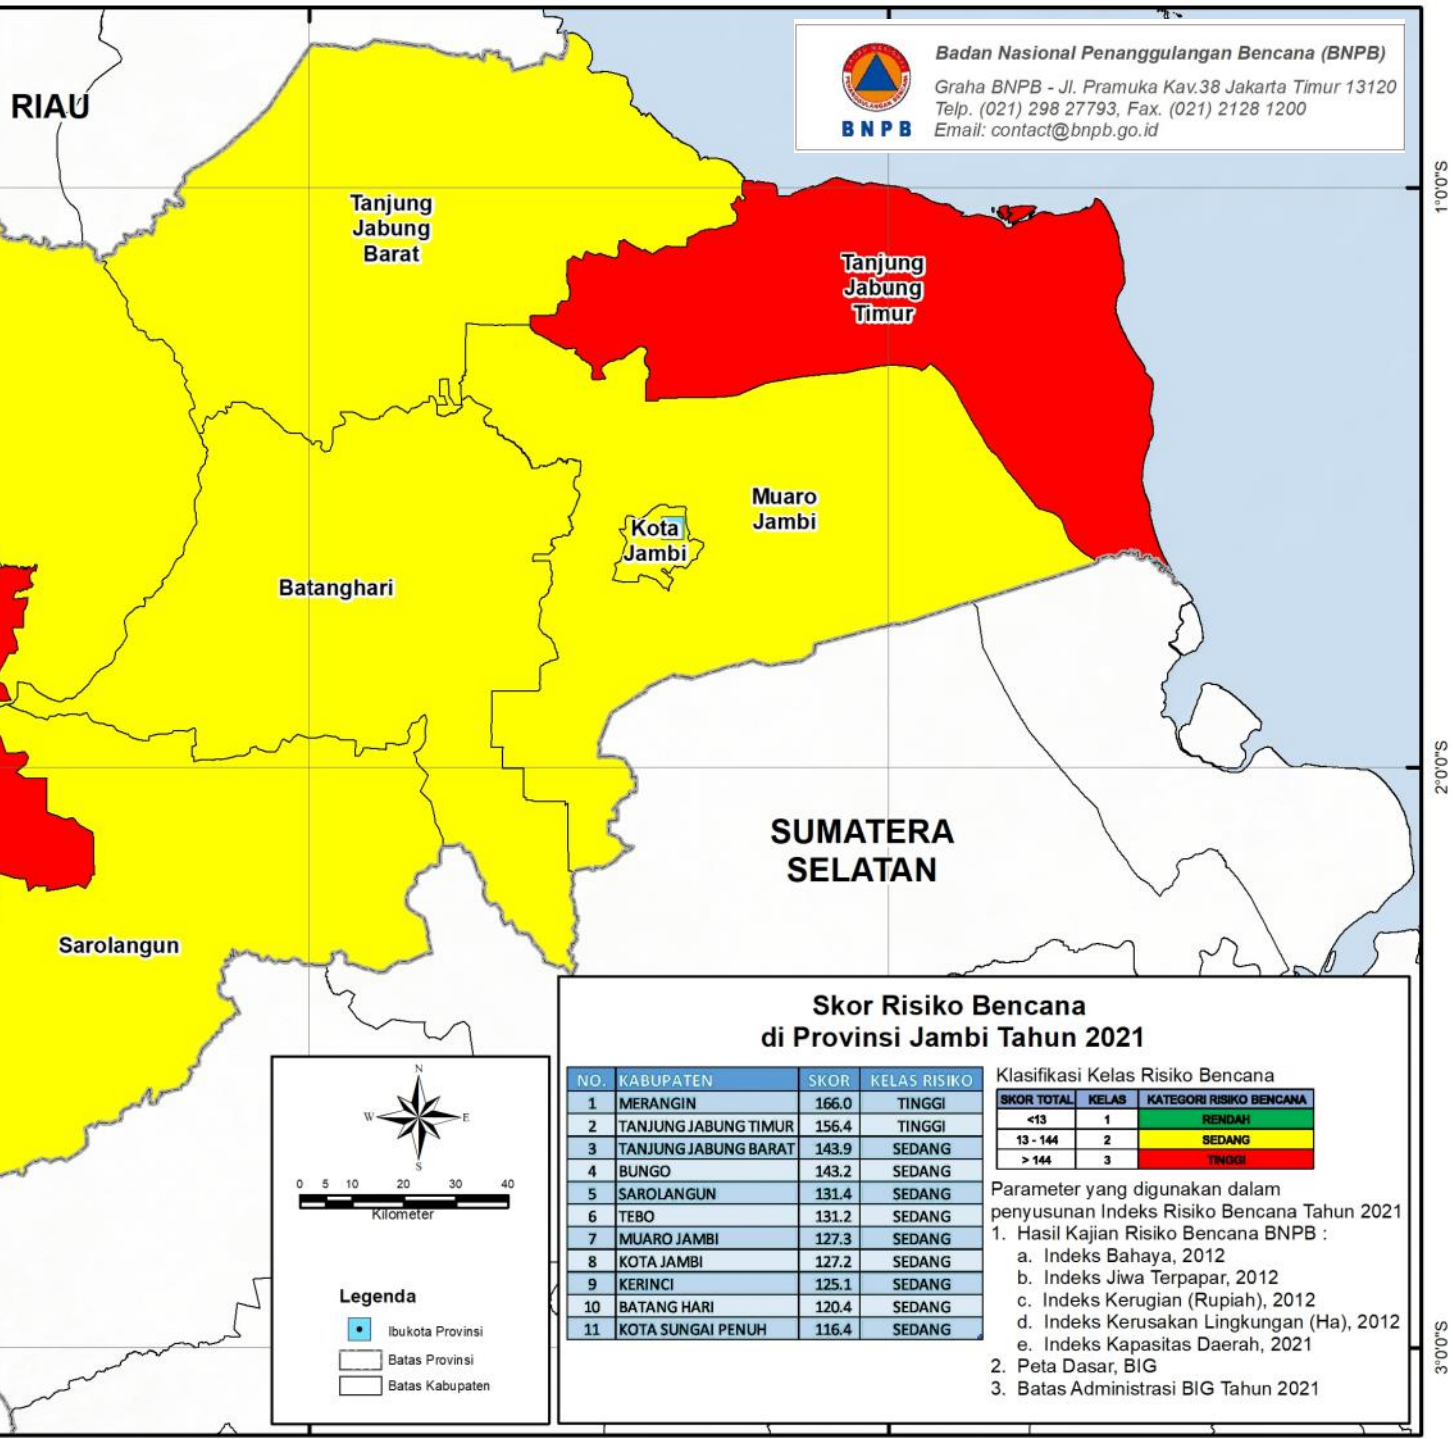 RIAU
Tanjung
Jabung
Barat
Tanjung
Jabung
Timur
Muaro
Jambi
Kota
Jambi
Batanghari
Sarolangun
SUMATERA
SELATAN
BNPB
Badan Nasional Penanggulangan Bencana (BNPB)
Graha BNPB - Jl. Pramuka Kav.38 Jakarta Timur 13120
Telp. (021) 298 27793, Fax. (021) 2128 1200
Email: contact@bnpb.go.id
1°0'0"S
2°0'0"S
3°0'0"S
N
W E
S
0 5 10 20 30 40
Kilometer
Legenda
Ibukota Provinsi
Batas Provinsi
Batas Kabupaten
Skor Risiko Bencana
di Provinsi Jambi Tahun 2021
NO. KABUPATEN SKOR KELAS RISIKO
1 MERANGIN 166.0 TINGGI
2 TANJUNG JABUNG TIMUR 156.4 TINGGI
3 TANJUNG JABUNG BARAT 143.9 SEDANG
4 BUNGO 143.2 SEDANG
5 SAROLANGUN 131.4 SEDANG
6 TEBO 131.2 SEDANG
7 MUARO JAMBI 127.3 SEDANG
8 KOTA JAMBI 127.2 SEDANG
9 KERINCI 125.1 SEDANG
10 BATANG HARI 120.4 SEDANG
11 KOTA SUNGAI PENUH 116.4 SEDANG
Klasifikasi Kelas Risiko Bencana
SKOR TOTAL KELAS KATEGORI RISIKO BENCANA
<13 1 RENDAH
13 - 144 2 SEDANG
> 144 3 TINGGI
Parameter yang digunakan dalam
penyusunan Indeks Risiko Bencana Tahun 2021
1. Hasil Kajian Risiko Bencana BNPB :
a. Indeks Bahaya, 2012
b. Indeks Jiwa Terpapar, 2012
c. Indeks Kerugian (Rupiah), 2012
d. Indeks Kerusakan Lingkungan (Ha), 2012
e. Indeks Kapasitas Daerah, 2021
2. Peta Dasar, BIG
3. Batas Administrasi BIG Tahun 2021